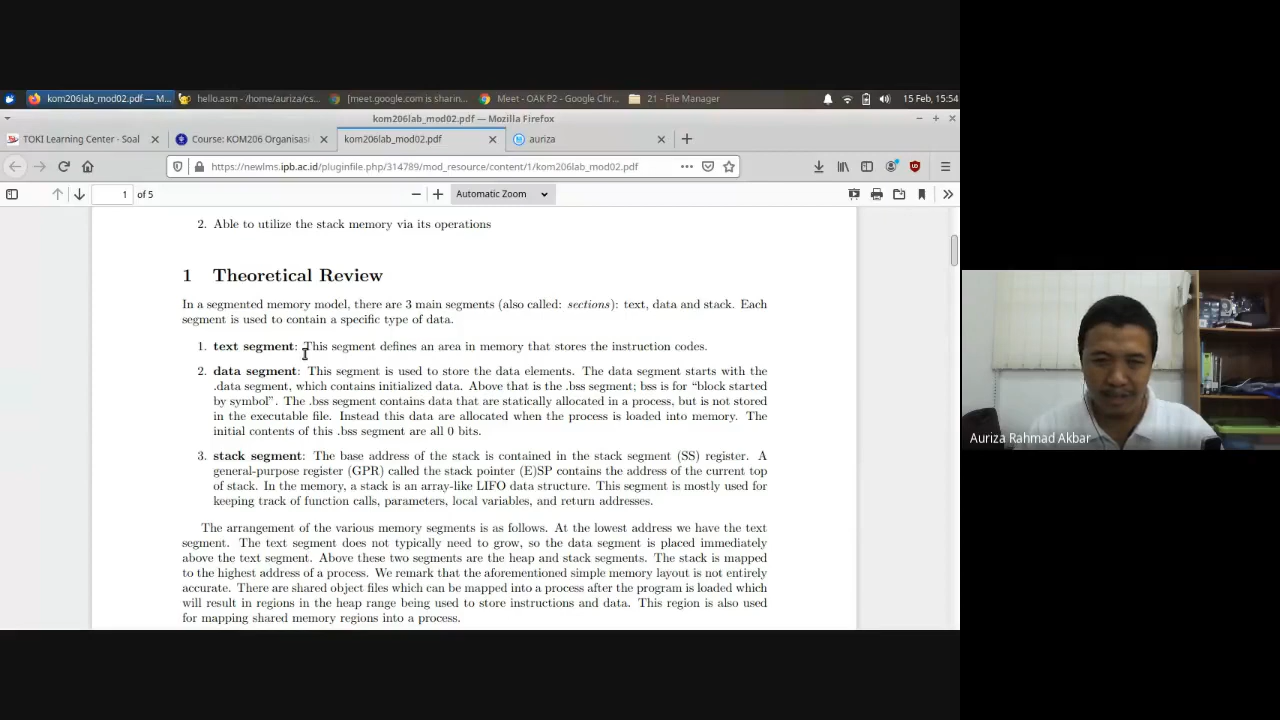 kom206lab_mod02.pdf — M...
hello.asm - /home/auriza/cs...
[meet.google.com is sharin...
Meet - OAK P2 - Google Chr...
21 - File Manager
15 Feb, 15:54
kom206lab_mod02.pdf — Mozilla Firefox
TOKI Learning Center - Soal
Course: KOM206 Organisasi
kom206lab_mod02.pdf
auriza
https://newlms.ipb.ac.id/pluginfile.php/314789/mod_resource/content/1/kom206lab_mod02.pdf
1 of 5
Automatic Zoom
2. Able to utilize the stack memory via its operations
1 Theoretical Review
In a segmented memory model, there are 3 main segments (also called: sections): text, data and stack. Each
segment is used to contain a specific type of data.
1. text segment: This segment defines an area in memory that stores the instruction codes.
2. data segment: This segment is used to store the data elements. The data segment starts with the
.data segment, which contains initialized data. Above that is the .bss segment; bss is for “block started
by symbol”. The .bss segment contains data that are statically allocated in a process, but is not stored
in the executable file. Instead this data are allocated when the process is loaded into memory. The
initial contents of this .bss segment are all 0 bits.
3. stack segment: The base address of the stack is contained in the stack segment (SS) register. A
general-purpose register (GPR) called the stack pointer (E)SP contains the address of the current top
of stack. In the memory, a stack is an array-like LIFO data structure. This segment is mostly used for
keeping track of function calls, parameters, local variables, and return addresses.
The arrangement of the various memory segments is as follows. At the lowest address we have the text
segment. The text segment does not typically need to grow, so the data segment is placed immediately
above the text segment. Above these two segments are the heap and stack segments. The stack is mapped
to the highest address of a process. We remark that the aforementioned simple memory layout is not entirely
accurate. There are shared object files which can be mapped into a process after the program is loaded which
will result in regions in the heap range being used to store instructions and data. This region is also used
for mapping shared memory regions into a process.
Auriza Rahmad Akbar